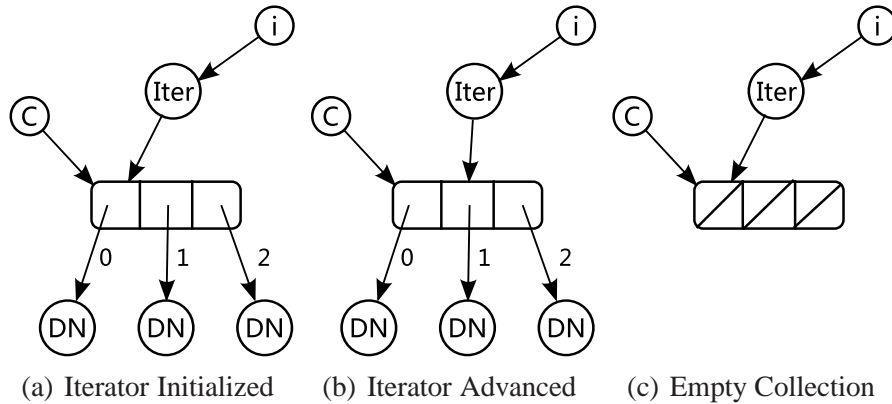 i
Iter
C
0
1
2
DN
DN
DN
(a) Iterator Initialized
i
Iter
C
0
1
2
DN
DN
DN
(b) Iterator Advanced
i
Iter
C
(c) Empty Collection